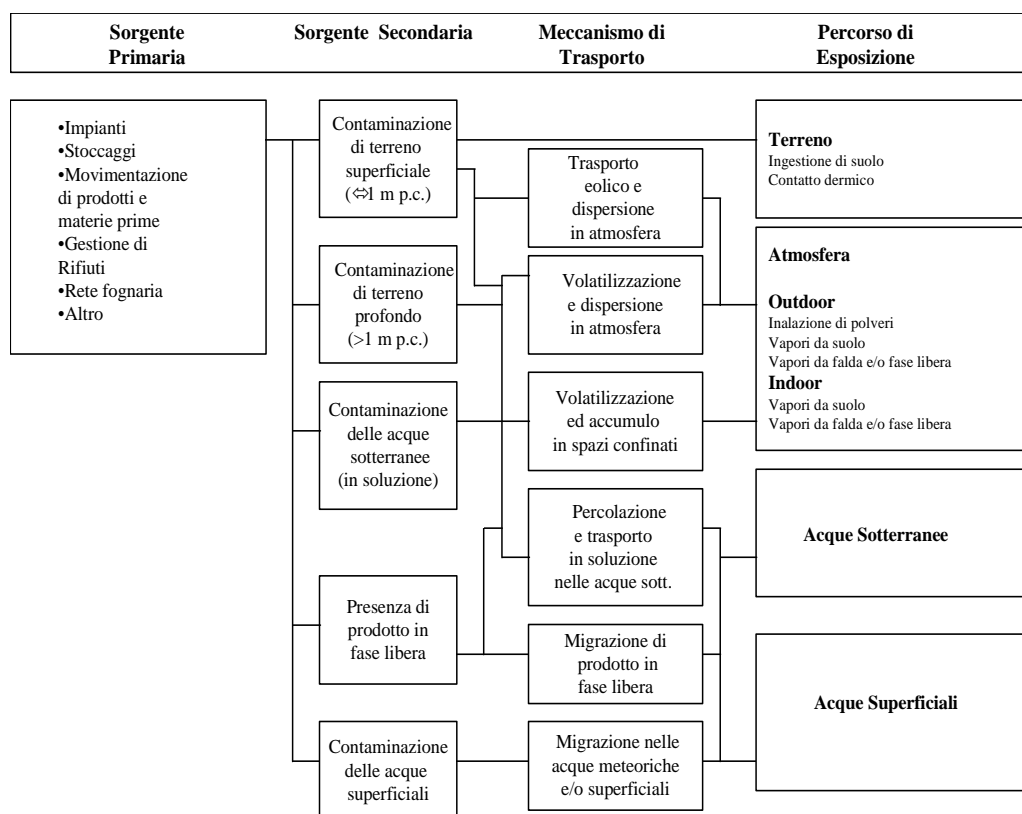 Sorgente
Primaria
Sorgente Secondaria
Meccanismo di
Trasporto
Percorso di
Esposizione
•Impianti
•Stoccaggi
•Movimentazione
di prodotti e
materie prime
•Gestione di
Rifiuti
•Rete fognaria
•Altro
Contaminazione
di terreno
superficiale
(⇔1 m p.c.)
Contaminazione
di terreno
profondo
(>1 m p.c.)
Contaminazione
delle acque
sotterranee
(in soluzione)
Presenza di
prodotto in
fase libera
Contaminazione
delle acque
superficiali
Trasporto
eolico e
dispersione
in atmosfera
Volatilizzazione
e dispersione
in atmosfera
Volatilizzazione
ed accumulo
in spazi confinati
Percolazione
e trasporto
in soluzione
nelle acque sott.
Migrazione di
prodotto in
fase libera
Migrazione nelle
acque meteoriche
e/o superficiali
Terreno
Ingestione di suolo
Contatto dermico
Atmosfera
Outdoor
Inalazione di polveri
Vapori da suolo
Vapori da falda e/o fase libera
Indoor
Vapori da suolo
Vapori da falda e/o fase libera
Acque Sotterranee
Acque Superficiali